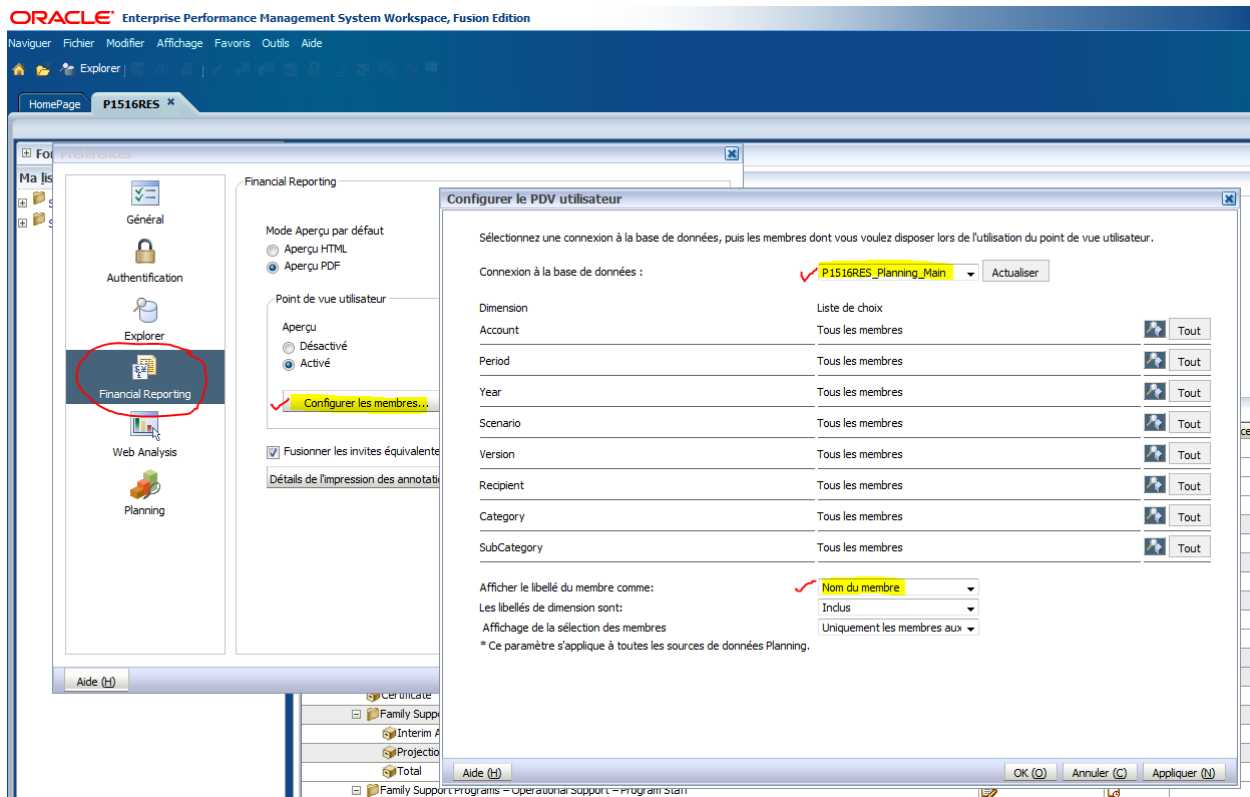 ORACLE Enterprise Performance Management System Workspace, Fusion Edition
Naviguer Fichier Modifier Affichage Favoris Outils Aide
Explorer
HomePage P1516RES
Préférences
Ma lis
Général
Authentification
Explorer
Financial Reporting
Web Analysis
Planning
Financial Reporting
Mode Aperçu par défaut
Aperçu HTML
Aperçu PDF
Point de vue utilisateur
Aperçu
Désactivé
Activé
Configurer les membres...
Fusionner les invites équivalente
Détails de l'impression des annotati
Aide (H)
Configurer le PDV utilisateur
Sélectionnez une connexion à la base de données, puis les membres dont vous voulez disposer lors de l'utilisation du point de vue utilisateur.
Connexion à la base de données : P1516RES_Planning_Main Actualiser
Dimension Liste de choix
Account Tous les membres Tout
Period Tous les membres Tout
Year Tous les membres Tout
Scenario Tous les membres Tout
Version Tous les membres Tout
Recipient Tous les membres Tout
Category Tous les membres Tout
SubCategory Tous les membres Tout
Afficher le libellé du membre comme: Nom du membre
Les libellés de dimension sont: Inclus
Affichage de la sélection des membres Uniquement les membres aux
* Ce paramètre s'applique à toutes les sources de données Planning.
Aide (H) OK (O) Annuler (C) Appliquer (N)
Certificate
Family Supp
Interim A
Projectio
Total
Family Support Programs – Operational Support – Program Staff